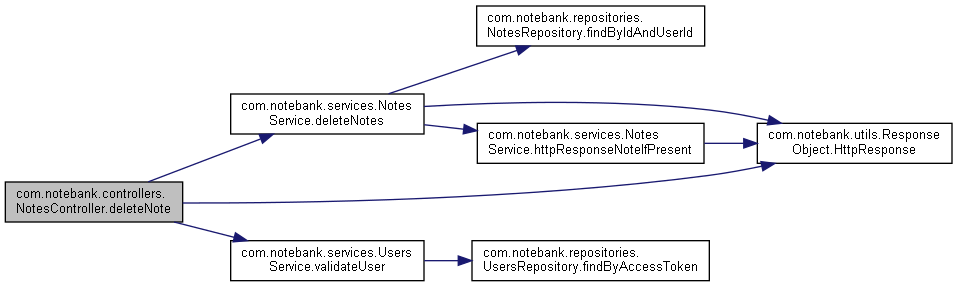 com.notebank.repositories.
NotesRepository.findByIdAndUserId
com.notebank.services.Notes
Service.deleteNotes
com.notebank.services.Notes
Service.httpResponseNoteIfPresent
com.notebank.utils.Response
Object.HttpResponse
com.notebank.controllers.
NotesController.deleteNote
com.notebank.services.Users
Service.validateUser
com.notebank.repositories.
UsersRepository.findByAccessToken